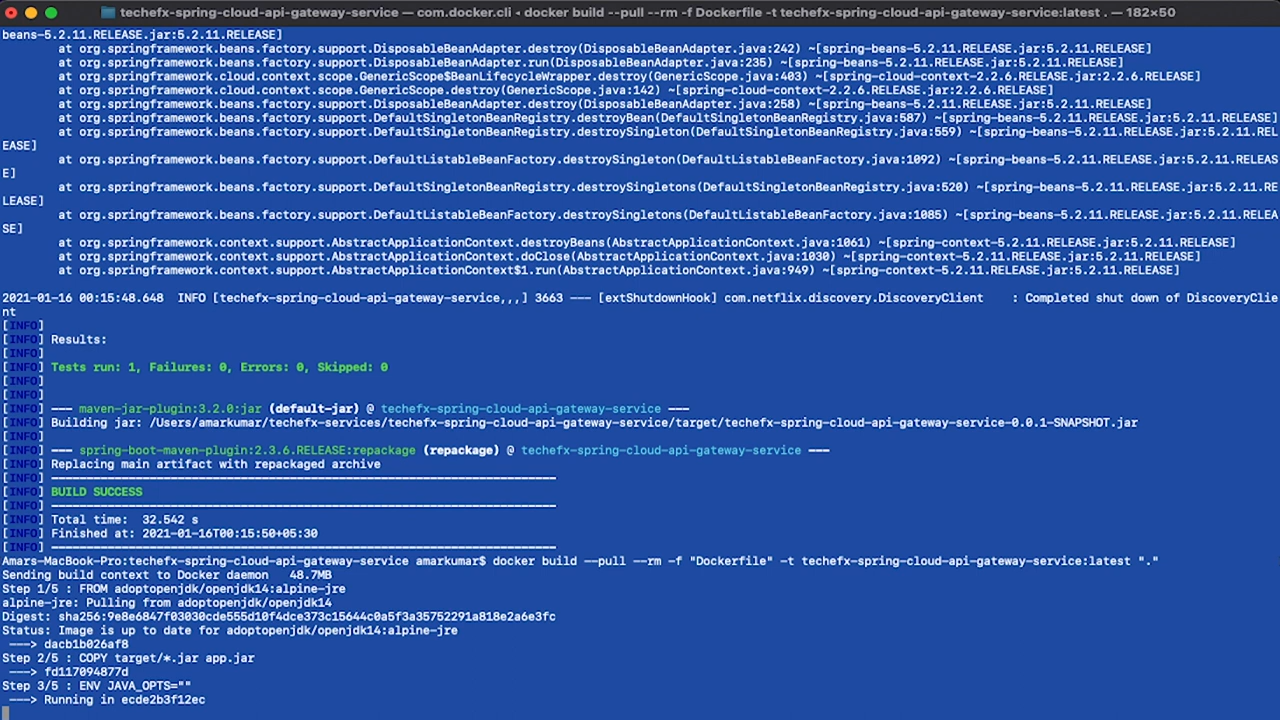 techefx-spring-cloud-api-gateway-service — com.docker.cli ◂ docker build --pull --rm -f Dockerfile -t techefx-spring-cloud-api-gateway-service:latest . — 182×50
beans-5.2.11.RELEASE.jar:5.2.11.RELEASE]
at org.springframework.beans.factory.support.DisposableBeanAdapter.destroy(DisposableBeanAdapter.java:242) ~[spring-beans-5.2.11.RELEASE.jar:5.2.11.RELEASE]
at org.springframework.beans.factory.support.DisposableBeanAdapter.run(DisposableBeanAdapter.java:235) ~[spring-beans-5.2.11.RELEASE.jar:5.2.11.RELEASE]
at org.springframework.cloud.context.scope.GenericScope$BeanLifecycleWrapper.destroy(GenericScope.java:403) ~[spring-cloud-context-2.2.6.RELEASE.jar:2.2.6.RELEASE]
at org.springframework.cloud.context.scope.GenericScope.destroy(GenericScope.java:142) ~[spring-cloud-context-2.2.6.RELEASE.jar:2.2.6.RELEASE]
at org.springframework.beans.factory.support.DisposableBeanAdapter.destroy(DisposableBeanAdapter.java:258) ~[spring-beans-5.2.11.RELEASE.jar:5.2.11.RELEASE]
at org.springframework.beans.factory.support.DefaultSingletonBeanRegistry.destroyBean(DefaultSingletonBeanRegistry.java:587) ~[spring-beans-5.2.11.RELEASE.jar:5.2.11.RELEASE]
at org.springframework.beans.factory.support.DefaultSingletonBeanRegistry.destroySingleton(DefaultSingletonBeanRegistry.java:559) ~[spring-beans-5.2.11.RELEASE.jar:5.2.11.REL
EASE]
at org.springframework.beans.factory.support.DefaultListableBeanFactory.destroySingleton(DefaultListableBeanFactory.java:1092) ~[spring-beans-5.2.11.RELEASE.jar:5.2.11.RELEAS
E]
at org.springframework.beans.factory.support.DefaultSingletonBeanRegistry.destroySingletons(DefaultSingletonBeanRegistry.java:520) ~[spring-beans-5.2.11.RELEASE.jar:5.2.11.RE
LEASE]
at org.springframework.beans.factory.support.DefaultListableBeanFactory.destroySingletons(DefaultListableBeanFactory.java:1085) ~[spring-beans-5.2.11.RELEASE.jar:5.2.11.RELEA
SE]
at org.springframework.context.support.AbstractApplicationContext.destroyBeans(AbstractApplicationContext.java:1061) ~[spring-context-5.2.11.RELEASE.jar:5.2.11.RELEASE]
at org.springframework.context.support.AbstractApplicationContext.doClose(AbstractApplicationContext.java:1030) ~[spring-context-5.2.11.RELEASE.jar:5.2.11.RELEASE]
at org.springframework.context.support.AbstractApplicationContext$1.run(AbstractApplicationContext.java:949) ~[spring-context-5.2.11.RELEASE.jar:5.2.11.RELEASE]
2021-01-16 00:15:48.648  INFO [techefx-spring-cloud-api-gateway-service,,,] 3663 --- [extShutdownHook] com.netflix.discovery.DiscoveryClient    : Completed shut down of DiscoveryClie
nt
[INFO]
[INFO] Results:
[INFO]
[INFO] Tests run: 1, Failures: 0, Errors: 0, Skipped: 0
[INFO]
[INFO]
[INFO] --- maven-jar-plugin:3.2.0:jar (default-jar) @ techefx-spring-cloud-api-gateway-service ---
[INFO] Building jar: /Users/amarkumar/techefx-services/techefx-spring-cloud-api-gateway-service/target/techefx-spring-cloud-api-gateway-service-0.0.1-SNAPSHOT.jar
[INFO]
[INFO] --- spring-boot-maven-plugin:2.3.6.RELEASE:repackage (repackage) @ techefx-spring-cloud-api-gateway-service ---
[INFO] Replacing main artifact with repackaged archive
[INFO] ------------------------------------------------------------------------
[INFO] BUILD SUCCESS
[INFO] ------------------------------------------------------------------------
[INFO] Total time:  32.542 s
[INFO] Finished at: 2021-01-16T00:15:50+05:30
[INFO] ------------------------------------------------------------------------
Amars-MacBook-Pro:techefx-spring-cloud-api-gateway-service amarkumar$ docker build --pull --rm -f "Dockerfile" -t techefx-spring-cloud-api-gateway-service:latest "."
Sending build context to Docker daemon   48.7MB
Step 1/5 : FROM adoptopenjdk/openjdk14:alpine-jre
alpine-jre: Pulling from adoptopenjdk/openjdk14
Digest: sha256:9e8e6847f03030cde555d10f4dce373c15644c0a5f3a35752291a818e2a6e3fc
Status: Image is up to date for adoptopenjdk/openjdk14:alpine-jre
---> dacb1b026af8
Step 2/5 : COPY target/*.jar app.jar
---> fd117094877d
Step 3/5 : ENV JAVA_OPTS=""
---> Running in ecde2b3f12ec